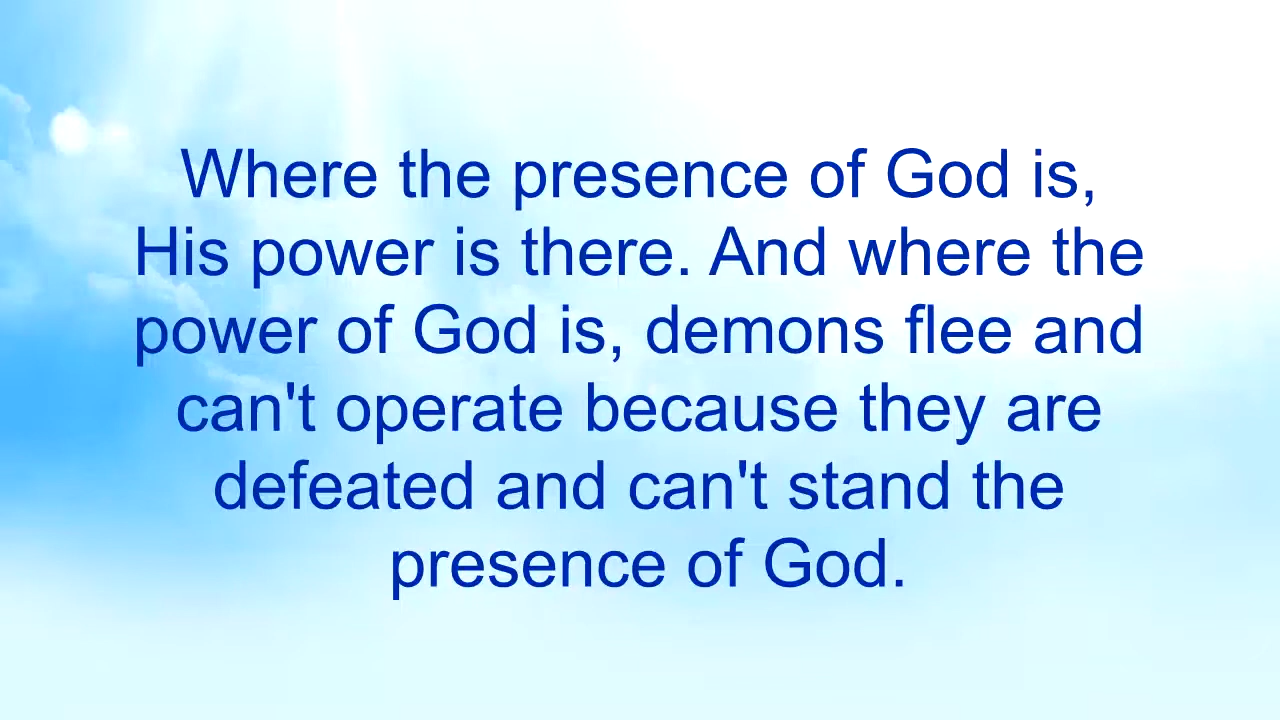 Where the presence of God is,
His power is there. And where the
power of God is, demons flee and
can't operate because they are
defeated and can't stand the
presence of God.